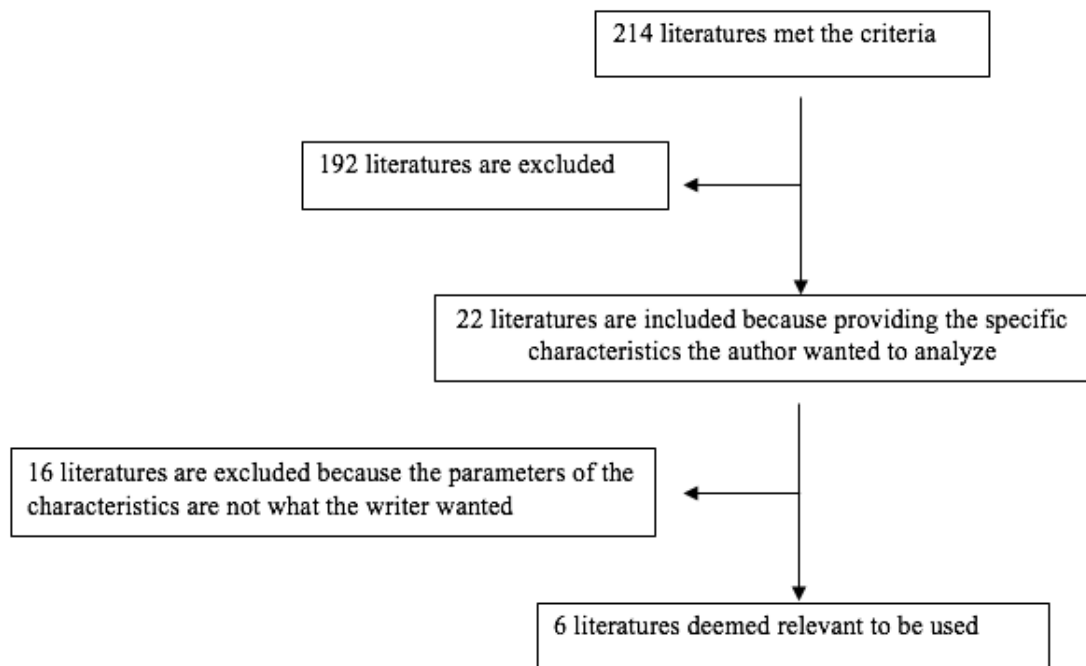 214 literatures met the criteria
192 literatures are excluded
22 literatures are included because providing the specific
characteristics the author wanted to analyze
16 literatures are excluded because the parameters of the
characteristics are not what the writer wanted
6 literatures deemed relevant to be used